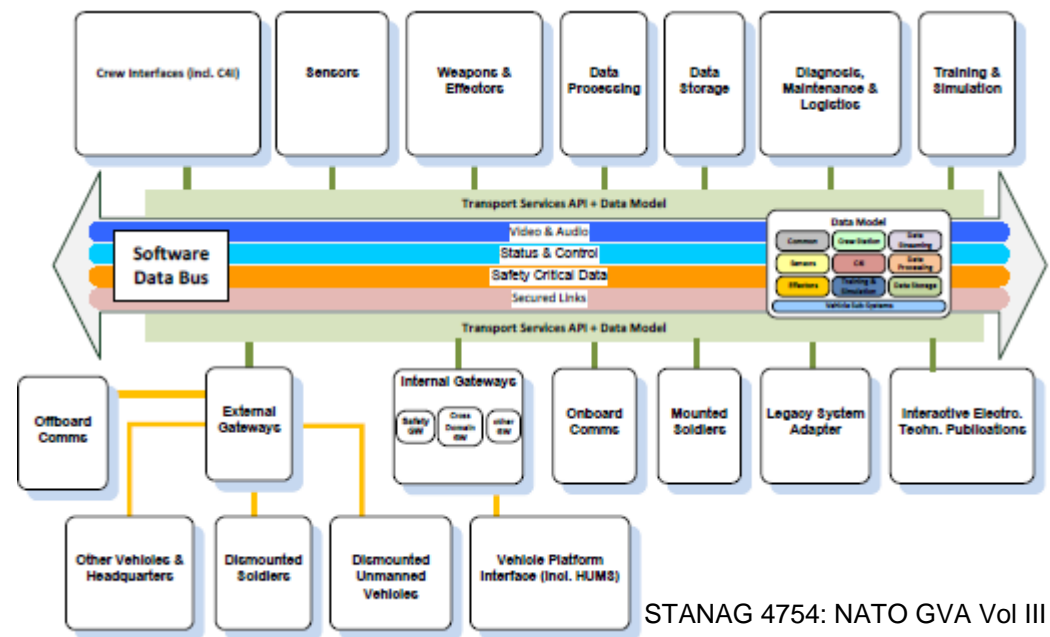 Crew Interfaces (incl. C4I)
Sensors
Weapons &
Effectors
Data
Processing
Data
Storage
Diagnosis,
Maintenance &
Logistics
Training &
Simulation
Transport Services API + Data Model
Software
Data Bus
Video & Audio
Status & Control
Safety Critical Data
Secured Links
Data Model
Common
Crew Station
Data
Streaming
Sensors
C4I
Data
Processing
Effectors
Training &
Simulation
Data Storage
Vehicle Sub Systems
Transport Services API + Data Model
Offboard
Comms
External
Gateways
Internal Gateways
Safety
GW
Cross
Domain
GW
other
GW
Onboard
Comms
Mounted
Soldiers
Legacy System
Adapter
Interactive Electro.
Techn. Publications
Other Vehicles &
Headquarters
Dismounted
Soldiers
Dismounted
Unmanned
Vehicles
Vehicle Platform
Interface (Incl. HUMS)
STANAG 4754: NATO GVA Vol III